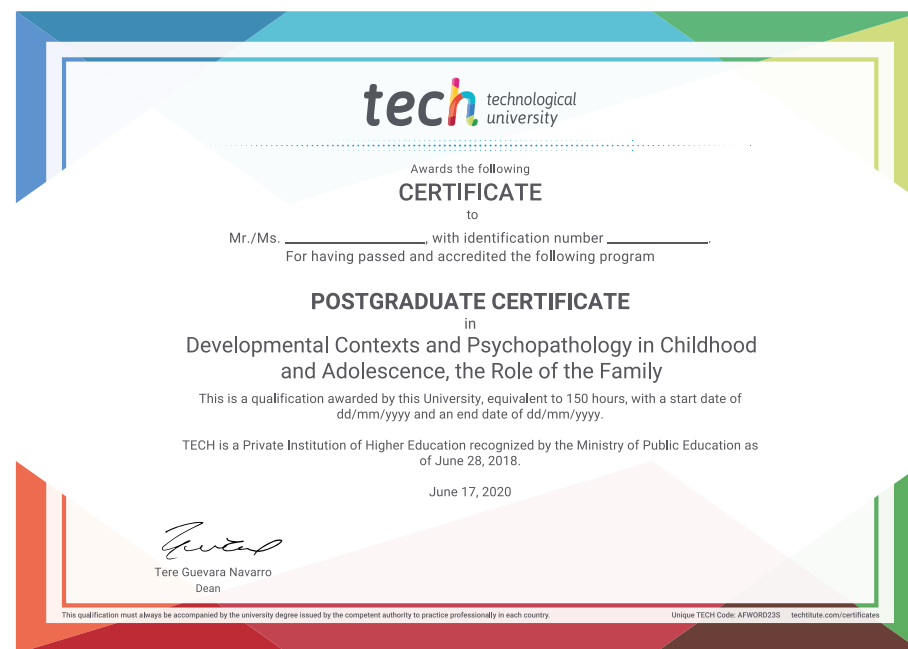 tech technological
university
Awards the following
CERTIFICATE
to
Mr./Ms. ____________________, with identification number ______________.
For having passed and accredited the following program
POSTGRADUATE CERTIFICATE
in
Developmental Contexts and Psychopathology in Childhood
and Adolescence, the Role of the Family
This is a qualification awarded by this University, equivalent to 150 hours, with a start date of
dd/mm/yyyy and an end date of dd/mm/yyyy.
TECH is a Private Institution of Higher Education recognized by the Ministry of Public Education as
of June 28, 2018.
June 17, 2020
Tere Guevara Navarro
Dean
This qualification must always be accompanied by the university degree issued by the competent authority to practice professionally in each country. Unique TECH Code: AFWORD23S techtitute.com/certificates